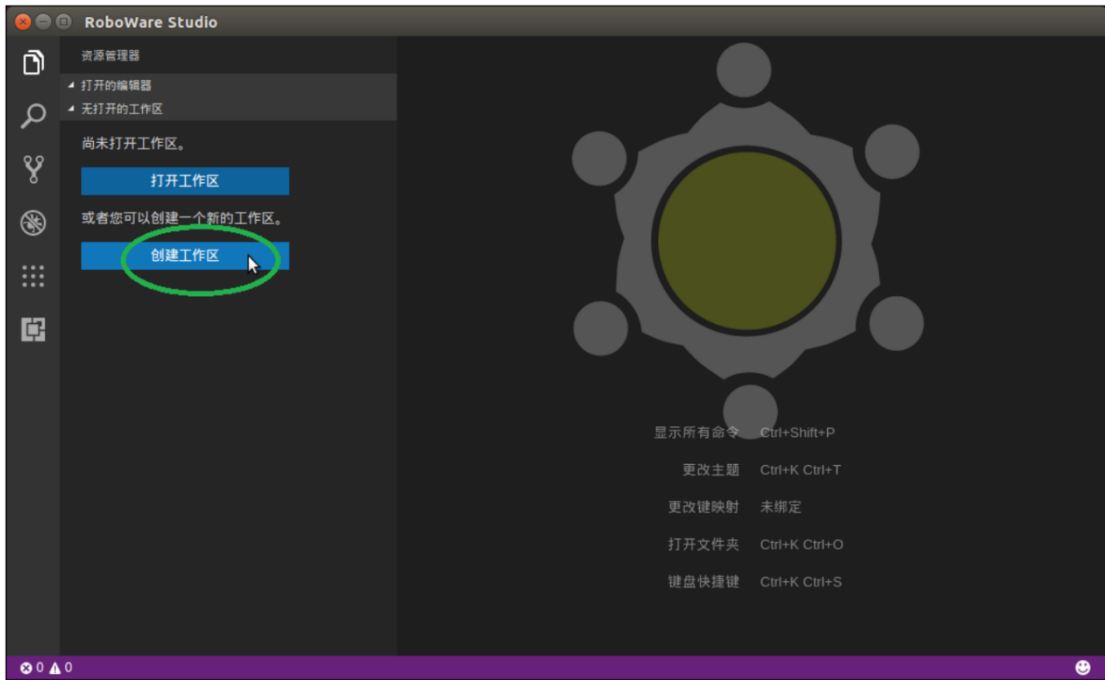 RoboWare Studio
资源管理器
打开的编辑器
无打开的工作区
尚未打开工作区。
打开工作区
或者您可以创建一个新的工作区。
创建工作区
显示所有命令 Ctrl+Shift+P
更改主题 Ctrl+K Ctrl+T
更改键映射 未绑定
打开文件夹 Ctrl+K Ctrl+O
键盘快捷键 Ctrl+K Ctrl+S
0 0